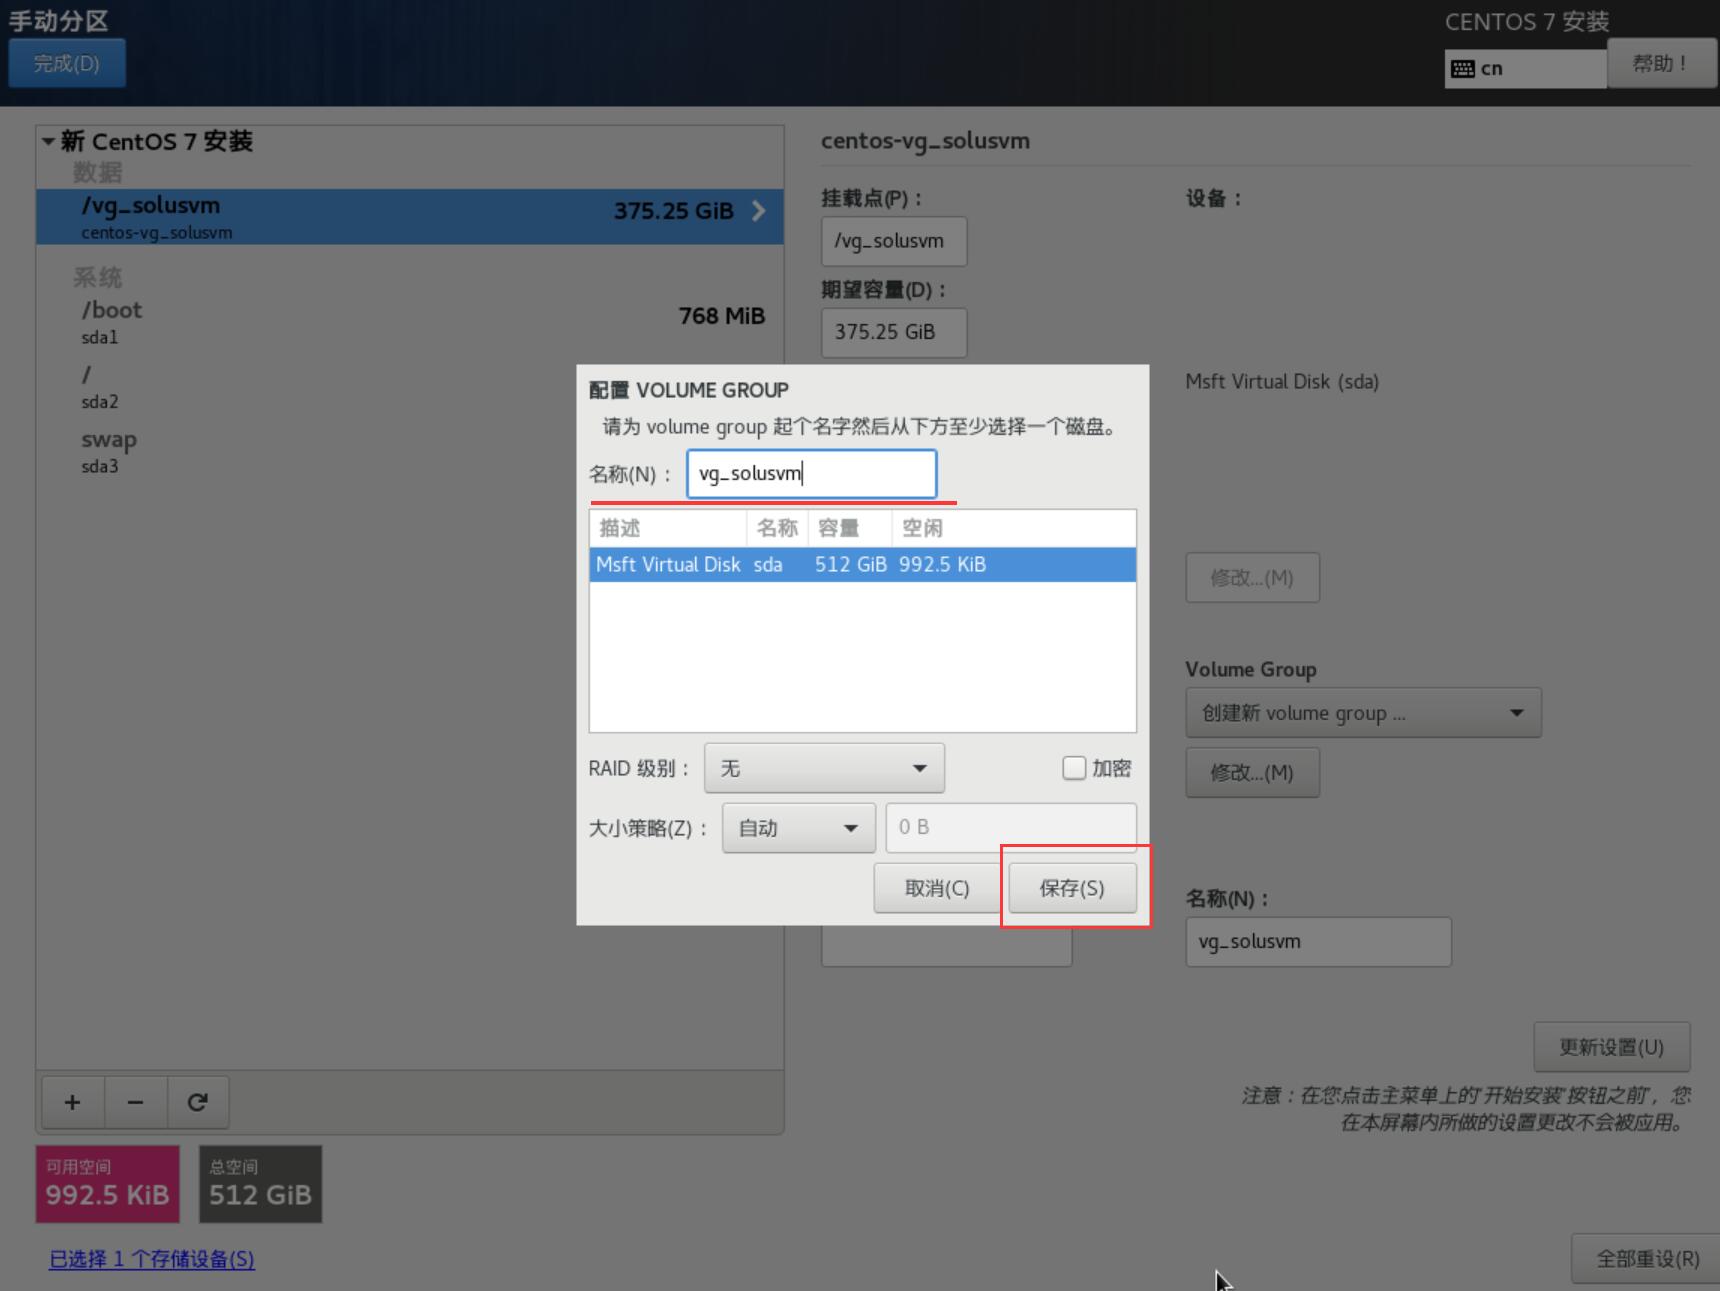 手动分区
完成(D)
CENTOS 7 安装
cn
帮助！
新 CentOS 7 安装
数据
/vg_solusvm
375.25 GiB
centos-vg_solusvm
系统
/boot
768 MiB
sda1
/
sda2
swap
sda3
centos-vg_solusvm
挂载点(P)：
/vg_solusvm
期望容量(D)：
375.25 GiB
设备：
Msft Virtual Disk (sda)
修改...(M)
Volume Group
创建新 volume group ...
修改...(M)
名称(N)：
vg_solusvm
配置 VOLUME GROUP
请为 volume group 起个名字然后从下方至少选择一个磁盘。
名称(N)： vg_solusvm
描述 名称 容量 空闲
Msft Virtual Disk sda 512 GiB 992.5 KiB
RAID 级别： 无 加密
大小策略(Z)： 自动 0 B
取消(C) 保存(S)
更新设置(U)
注意：在您点击主菜单上的"开始安装"按钮之前，您
在本屏幕内所做的设置更改不会被应用。
可用空间
992.5 KiB
总空间
512 GiB
已选择 1 个存储设备(S)
全部重设(R)